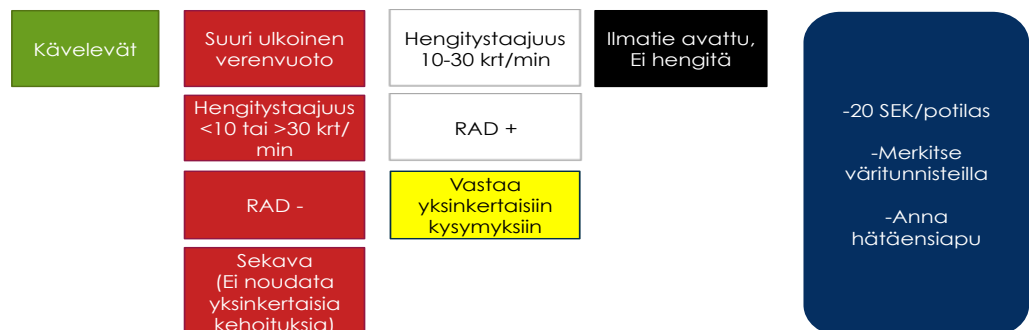 Kävelevät
Suuri ulkoinen
verenvuoto
Hengitystaajuus
10-30 krt/min
Ilmatie avattu,
Ei hengitä
Hengitystaajuus
<10 tai >30 krt/
min
RAD +
RAD -
Vastaa
yksinkertaisiin
kysymyksiin
Sekava
(Ei noudata
yksinkertaisia
kehoituksia)
-20 SEK/potilas
-Merkitse
väritunnisteilla
-Anna
hätäensiapu